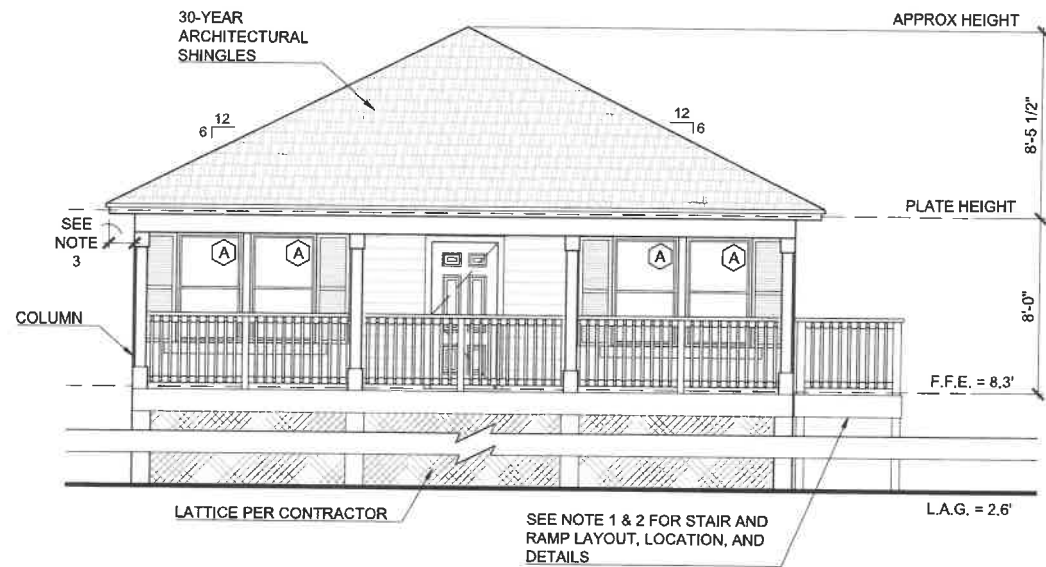 30-YEAR
ARCHITECTURAL
SHINGLES
APPROX HEIGHT
12
6
12
6
8'-5 1/2"
PLATE HEIGHT
SEE
NOTE
3
A
A
A
A
COLUMN
8'-0"
F.F.E. = 8.3'
LATTICE PER CONTRACTOR
SEE NOTE 1 & 2 FOR STAIR AND
RAMP LAYOUT, LOCATION, AND
DETAILS
L.A.G. = 2.6'